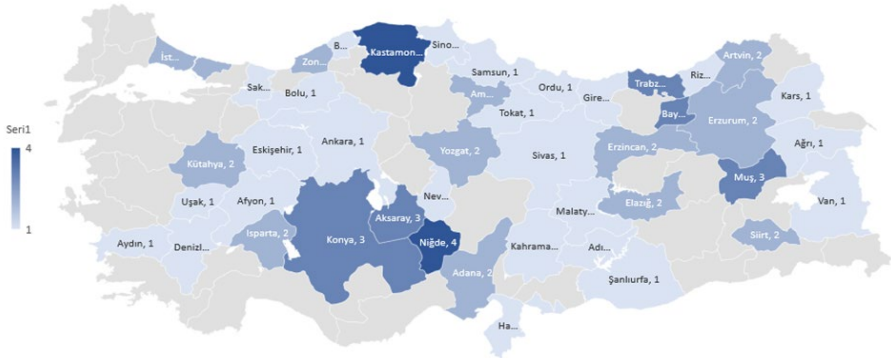 B...
Kastamon...
Sino...
Artvin, 2
İst...
Zon...
Samsun, 1
Riz...
Sak...
Bolu, 1
Am...
Ordu, 1
Trabz...
Kars, 1
Tokat, 1
Gire...
Bay...
Erzurum, 2
Seri1
4
1
Kütahya, 2
Eskişehir, 1
Ankara, 1
Yozgat, 2
Sivas, 1
Erzincan, 2
Ağrı, 1
Muş, 3
Uşak, 1
Afyon, 1
Nev...
Elazığ, 2
Van, 1
Aksaray, 3
Malaty...
Isparta, 2
Konya, 3
Niğde, 4
Siirt, 2
Aydın, 1
Denizl...
Kahrama...
Adı...
Adana, 2
Şanlıurfa, 1
Ha...